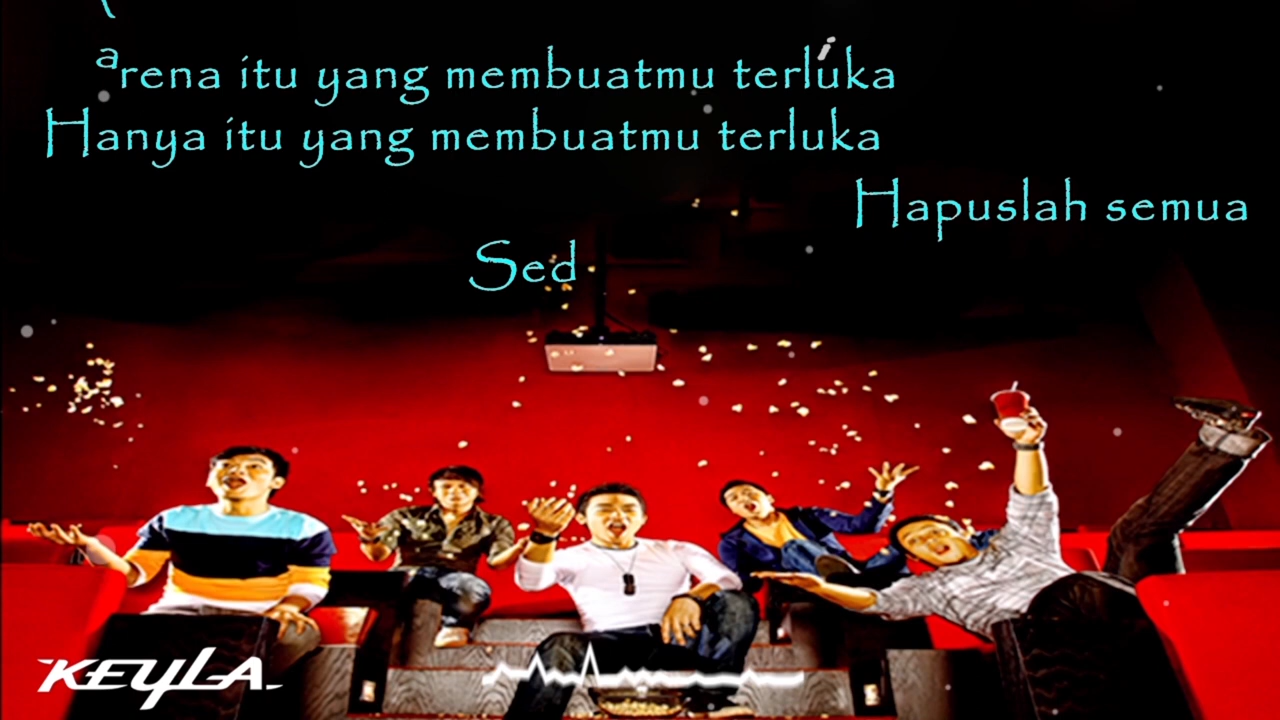 arena itu yang membuatmu terluka
Hanya itu yang membuatmu terluka
Hapuslah semua
Sed
KEYLA